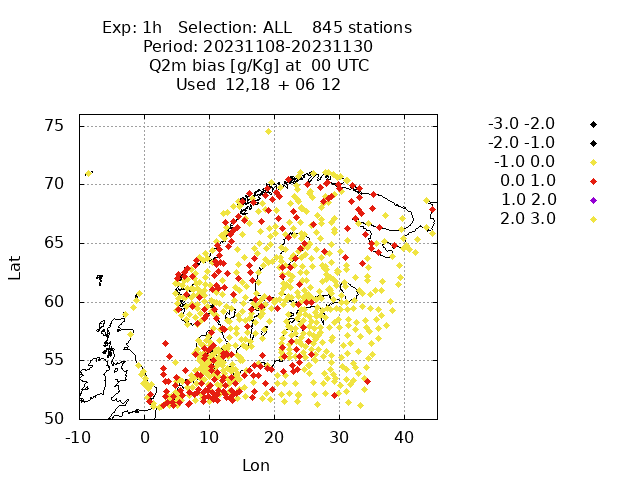 Exp: 1h   Selection: ALL    845 stations
Period: 20231108-20231130
Q2m bias [g/Kg] at  00 UTC
Used  12,18 + 06 12
-3.0 -2.0
-2.0 -1.0
-1.0 0.0
0.0 1.0
1.0 2.0
2.0 3.0
75
70
65
60
55
50
Lat
-10 0 10 20 30 40
Lon